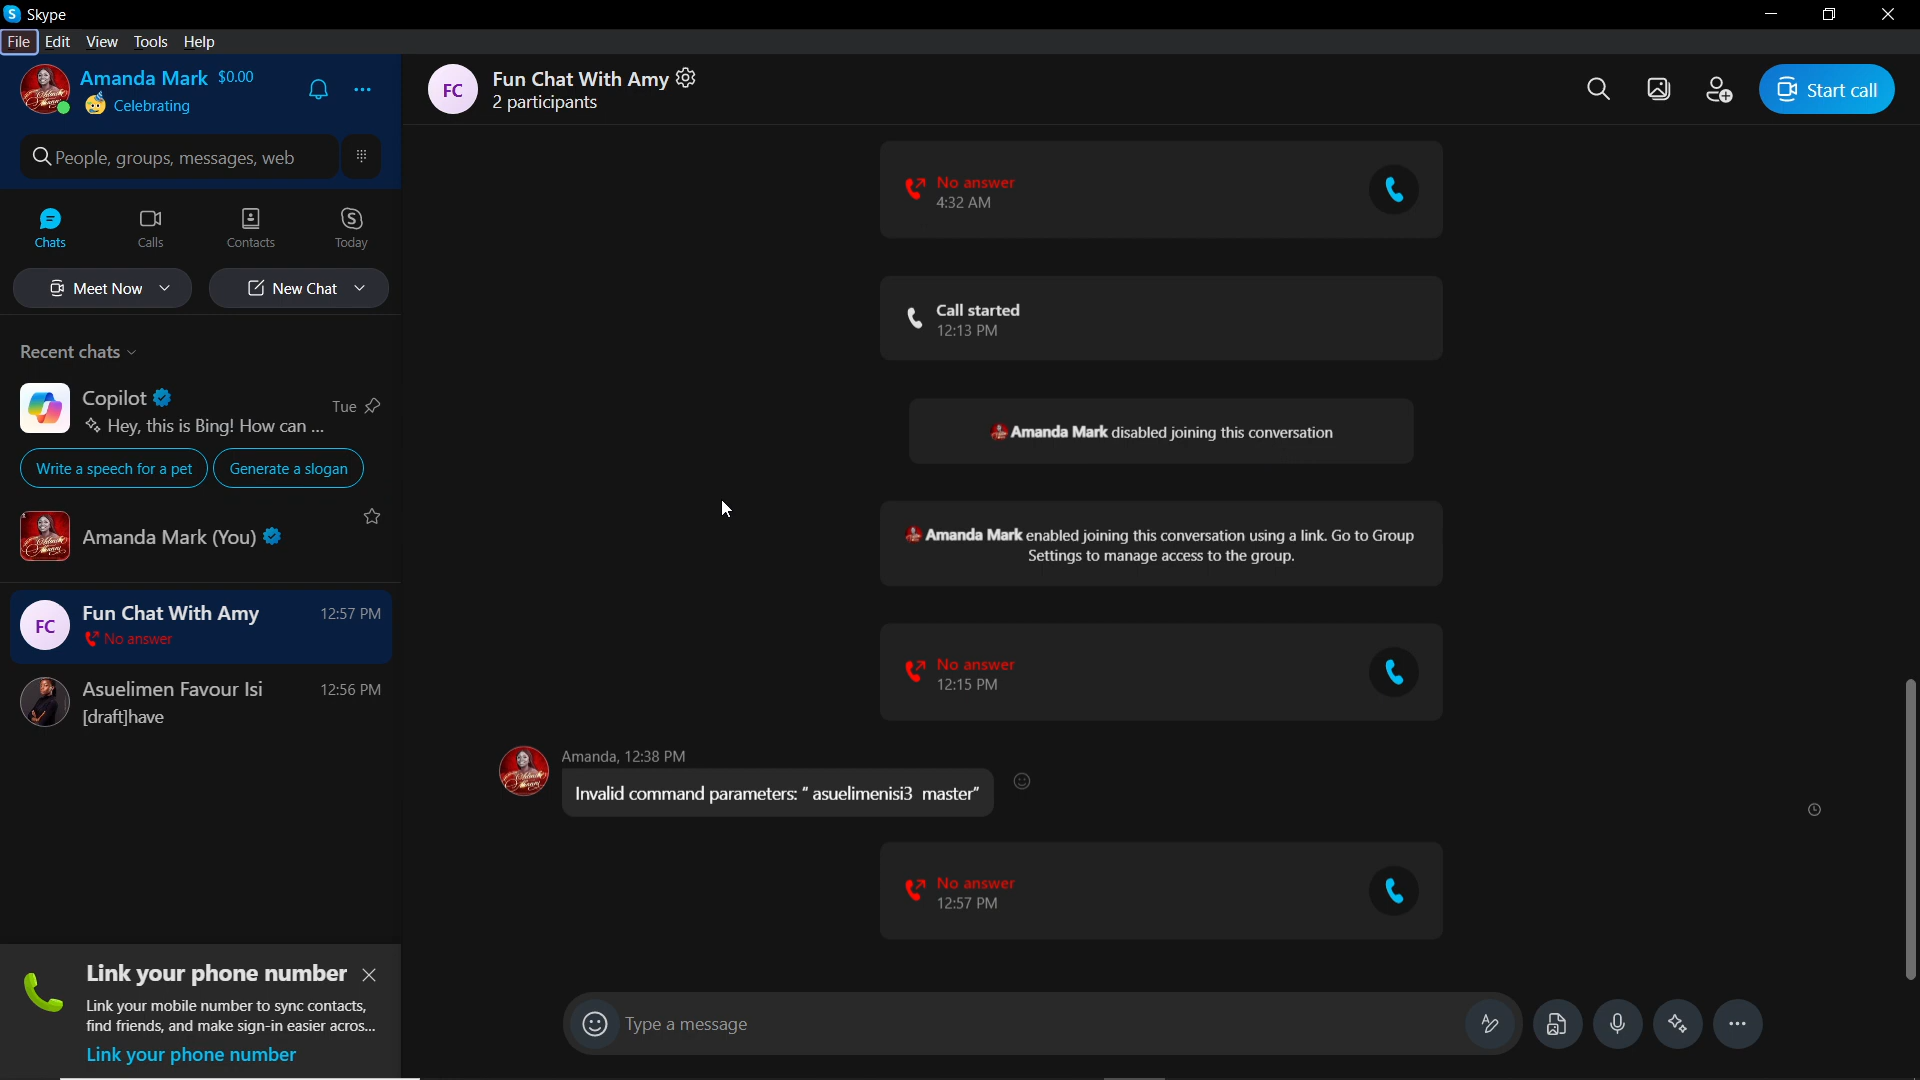 Skype
File Edit View Tools Help
Amanda Mark $0.00
Celebrating
People, groups, messages, web
Chats Calls Contacts Today
Meet Now New Chat
Recent chats
Copilot
Tue
Hey, this is Bing! How can ...
Write a speech for a pet Generate a slogan
Amanda Mark (You)
FC Fun Chat With Amy 12:57 PM
No answer
Asuelimen Favour Isi 12:56 PM
[draft]have
Link your phone number
Link your mobile number to sync contacts,
find friends, and make sign-in easier acros...
Link your phone number
FC Fun Chat With Amy
2 participants
Start call
No answer
4:32 AM
Call started
12:13 PM
Amanda Mark disabled joining this conversation
Amanda Mark enabled joining this conversation using a link. Go to Group
Settings to manage access to the group.
No answer
12:15 PM
Amanda, 12:38 PM
Invalid command parameters: “ asuelimenisi3 master”
No answer
12:57 PM
Type a message